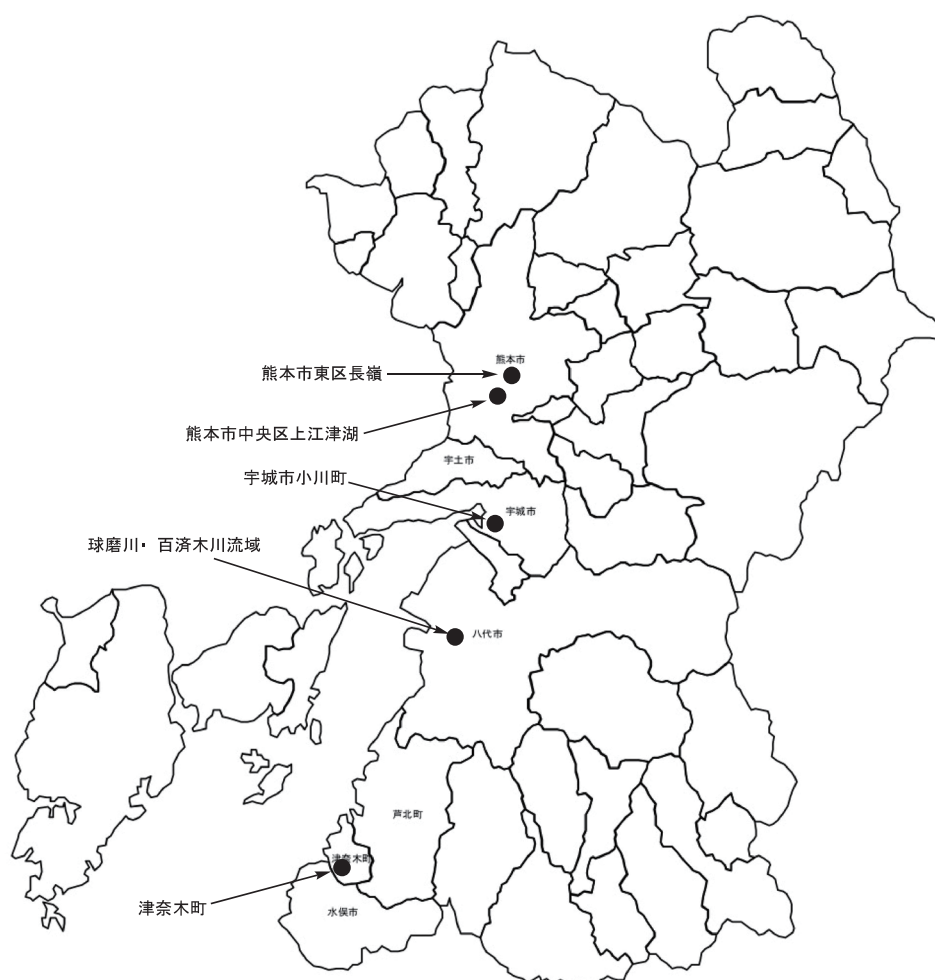 熊本市
熊本市東区長嶺
熊本市中央区上江津湖
宇土市
宇城市小川町
宇城市
球磨川・百済木川流域
八代市
芦北町
津奈木町
津奈木町
水俣市